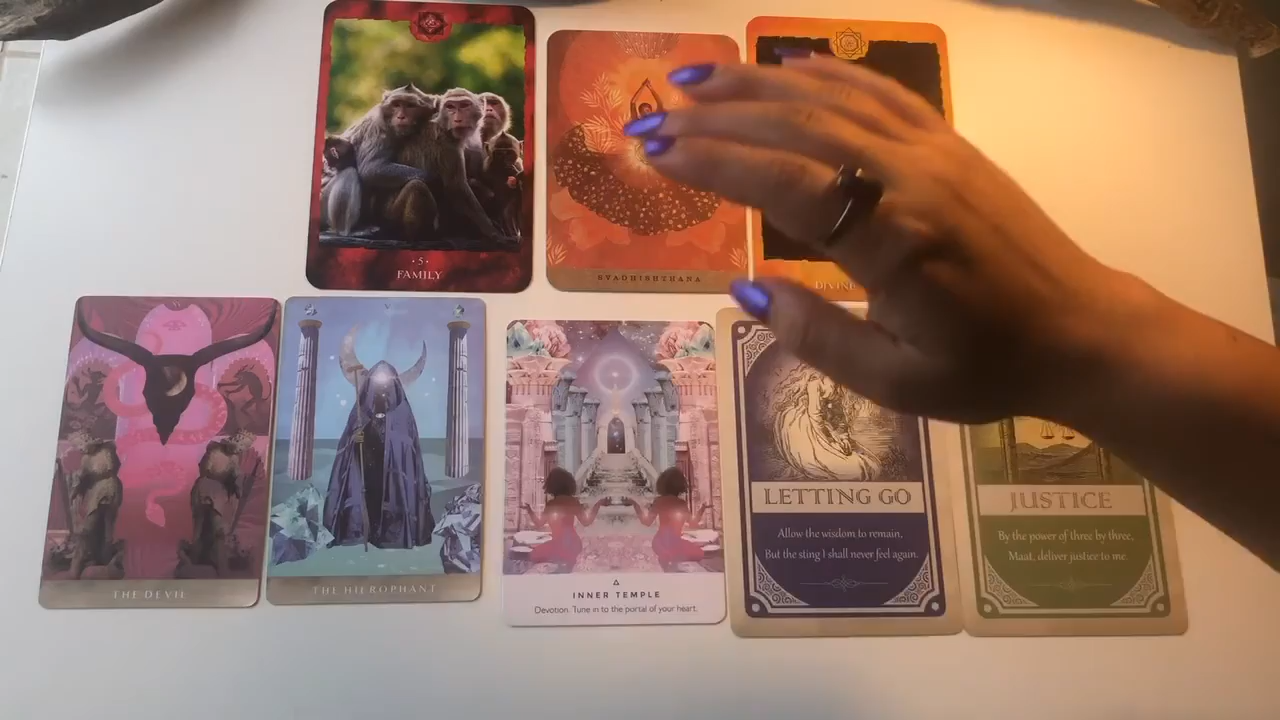 · 5 ·
FAMILY
SVADHISHTHANA
THE DEVIL
THE HIEROPHANT
INNER TEMPLE
Devotion. Tune in to the portal of your heart.
LETTING GO
Allow the wisdom to remain,
But the sting I shall never feel again.
JUSTICE
By the power of three by three,
Maat, deliver justice to me.